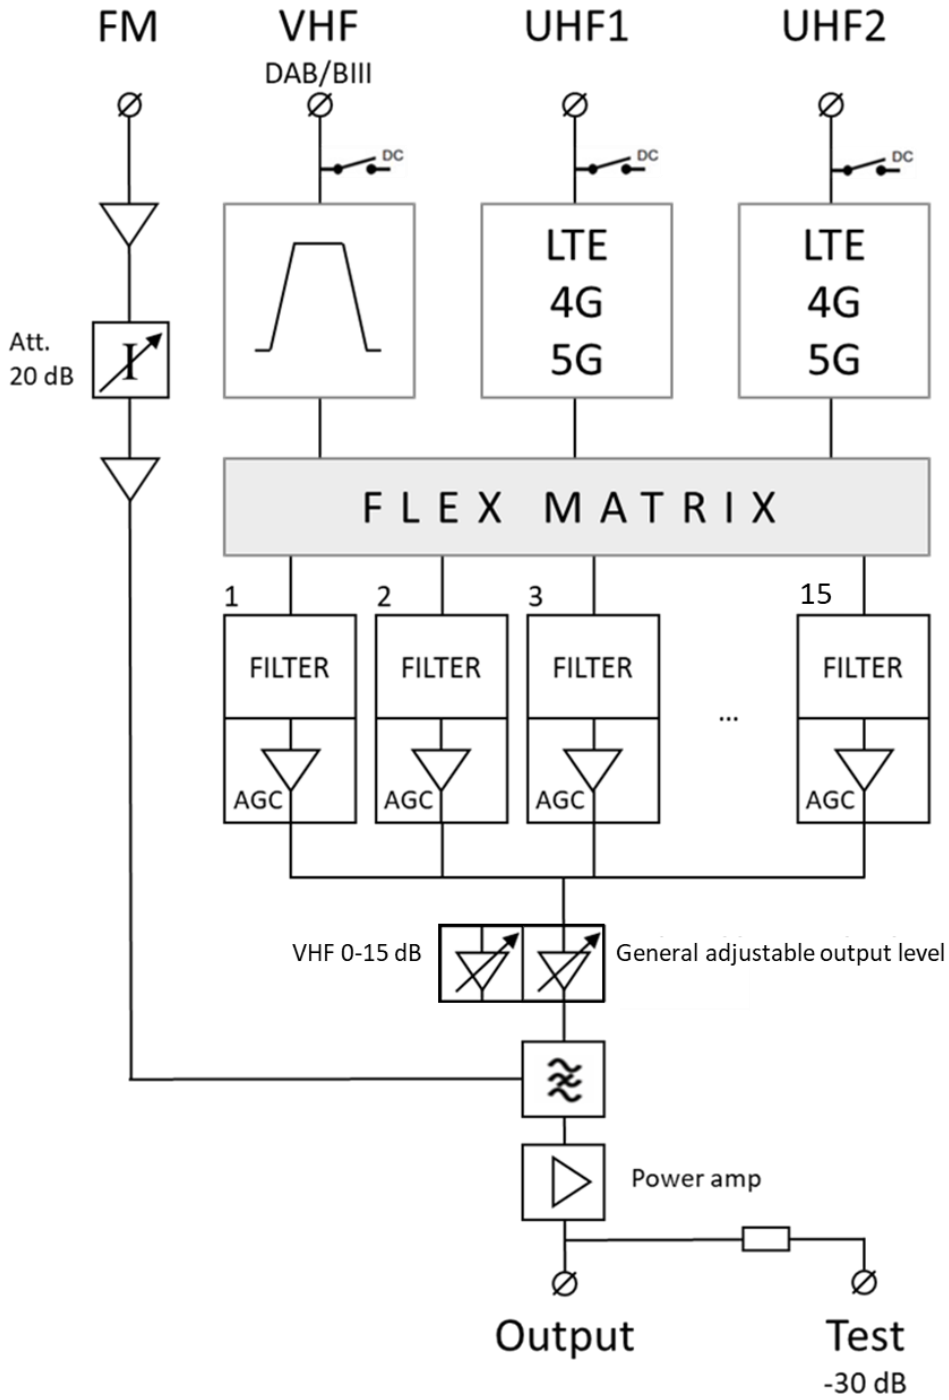 FM
VHF
UHF1
UHF2
DAB/BIII
DC
DC
DC
LTE
4G
5G
LTE
4G
5G
Att.
20 dB
I
FLEX MATRIX
1
2
3
15
FILTER
FILTER
FILTER
FILTER
...
AGC
AGC
AGC
AGC
VHF 0-15 dB
General adjustable output level
Power amp
Output
Test
-30 dB